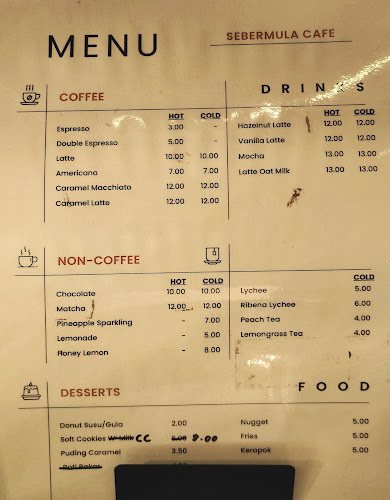 MENU
SEBERMULA CAFE
COFFEE
HOT COLD
Espresso 3.00 -
Double Espresso 5.00 -
Latte 10.00 10.00
Americano 7.00 7.00
Caramel Macchiato 12.00 12.00
Caramel Latte 12.00 12.00
DRINKS
HOT COLD
Hazelnut Latte 12.00 12.00
Vanilla Latte 12.00 12.00
Mocha 13.00 13.00
Latte Oat Milk 13.00 13.00
NON-COFFEE
HOT COLD
Chocolate 10.00 10.00
Matcha 12.00 12.00
Pineapple Sparkling - 7.00
Lemonade - 5.00
Honey Lemon - 8.00
COLD
Lychee 5.00
Ribena Lychee 6.00
Peach Tea 4.00
Lemongrass Tea 4.00
DESSERTS
Donut Susu/Gula 2.00
Soft Cookies W-Milk CC 6.00 8.00
Puding Caramel 3.50
Roti Bakar
FOOD
Nugget 5.00
Fries 5.00
Keropok 5.00